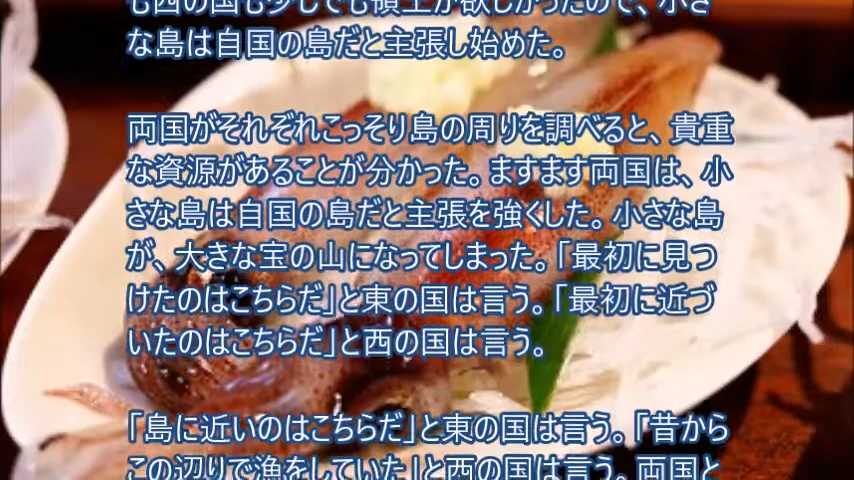 も西の国も少しでも領土が欲しかったので、小さ
な島は自国の島だと主張し始めた。
両国がそれぞれこっそり島の周りを調べると、貴重
な資源があることが分かった。ますます両国は、小
さな島は自国の島だと主張を強くした。小さな島
が、大きな宝の山になってしまった。「最初に見つ
けたのはこちらだ」と東の国は言う。「最初に近づ
いたのはこちらだ」と西の国は言う。
「島に近いのはこちらだ」と東の国は言う。「昔から
この辺りで漁をしていた」と西の国は言う。両国と